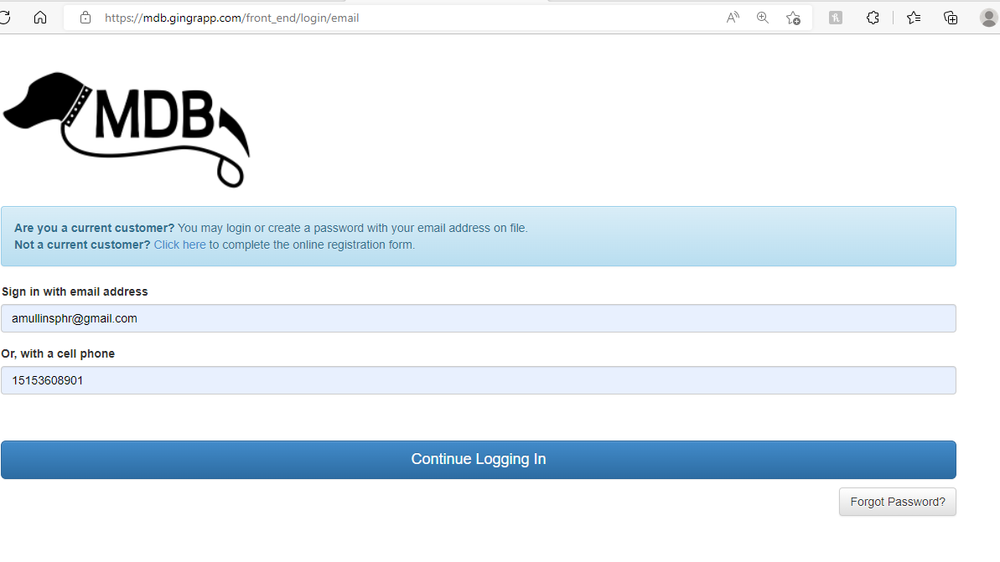 https://mdb.gingrapp.com/front_end/login/email
MDB
Are you a current customer? You may login or create a password with your email address on file.
Not a current customer? Click here to complete the online registration form.
Sign in with email address
amullinsphr@gmail.com
Or, with a cell phone
15153608901
Continue Logging In
Forgot Password?